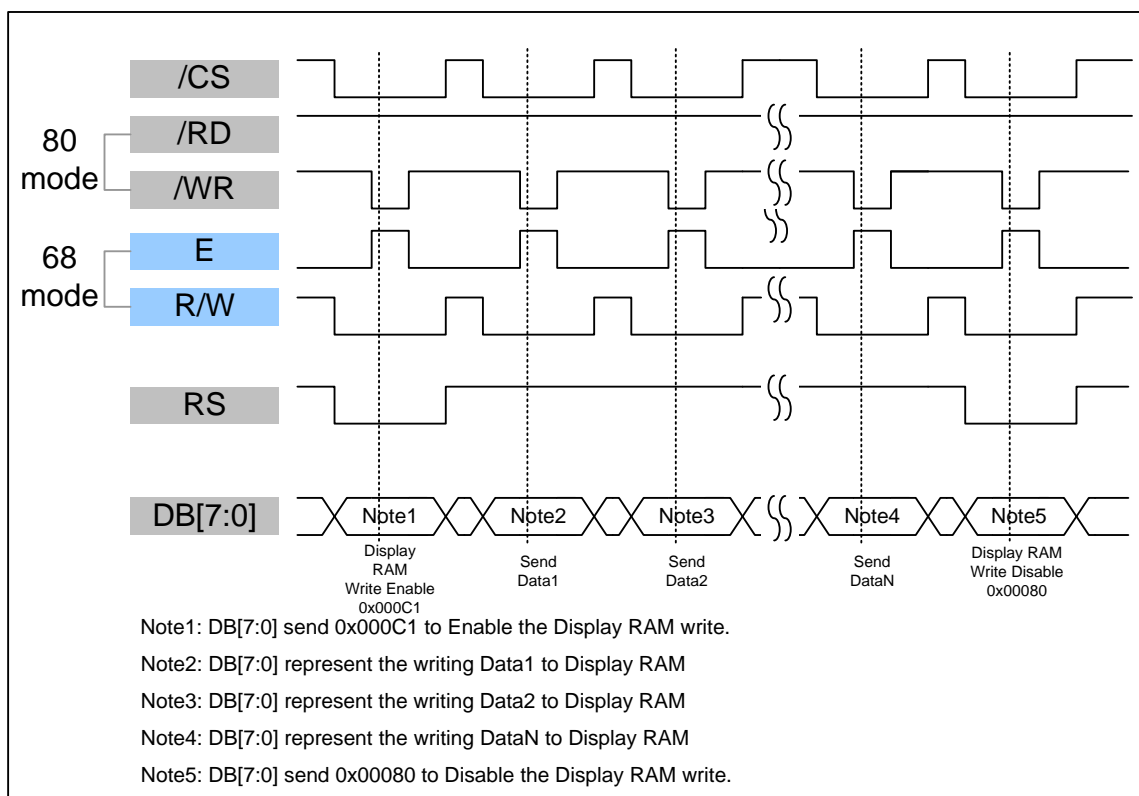 /CS
80
mode
/RD
/WR
68
mode
E
R/W
RS
DB[7:0]
Note1
Note2
Note3
Note4
Note5
Display
RAM
Write Enable
0x000C1
Send
Data1
Send
Data2
Send
DataN
Display RAM
Write Disable
0x00080
Note1: DB[7:0] send 0x000C1 to Enable the Display RAM write.
Note2: DB[7:0] represent the writing Data1 to Display RAM
Note3: DB[7:0] represent the writing Data2 to Display RAM
Note4: DB[7:0] represent the writing DataN to Display RAM
Note5: DB[7:0] send 0x00080 to Disable the Display RAM write.